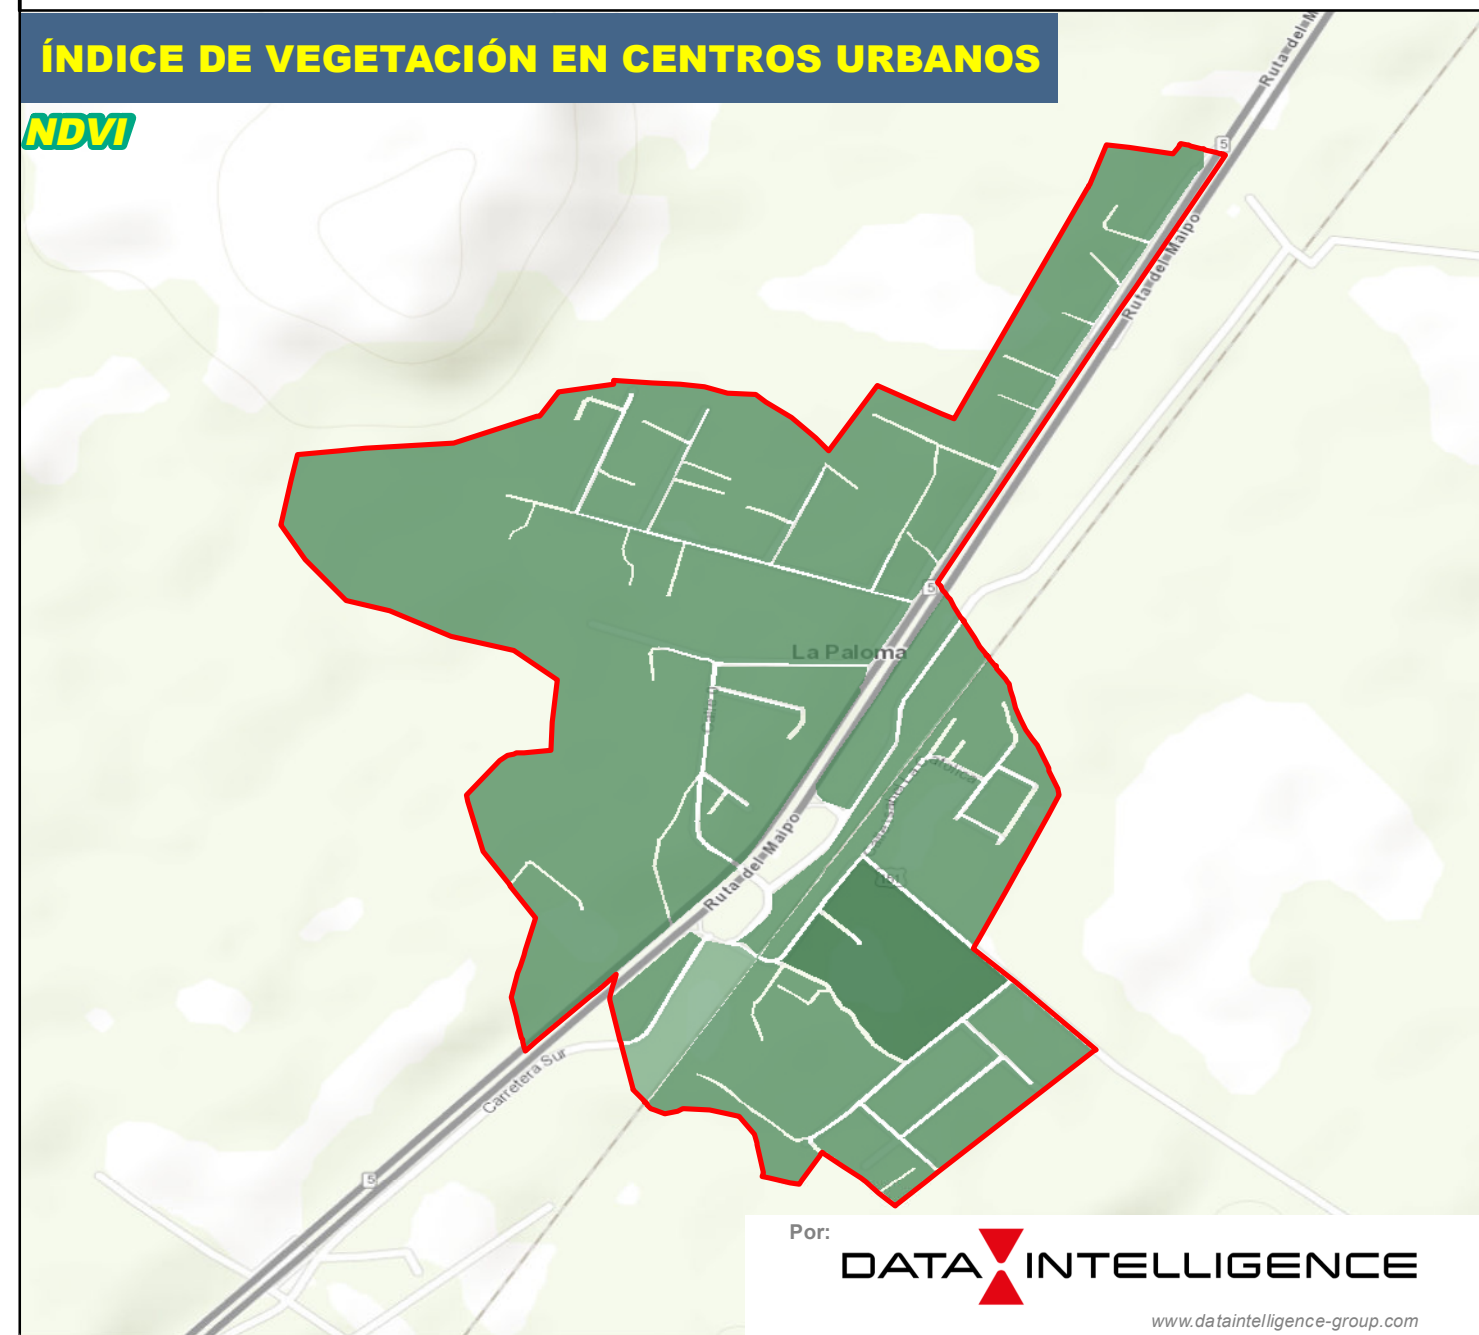 ÍNDICE DE VEGETACIÓN EN CENTROS URBANOS
NDVI
Ruta-del-M
5
Ruta-del-Maipo
5
La Paloma
Ruta-del-Maipo
181
Carretera Sur
5
Por:
DATA INTELLIGENCE
www.dataintelligence-group.com